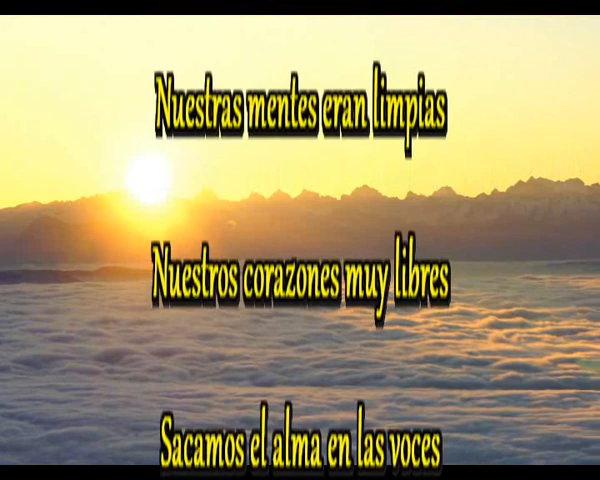 Nuestras mentes eran limpias
Nuestros corazones muy libres
Sacamos el alma en las voces